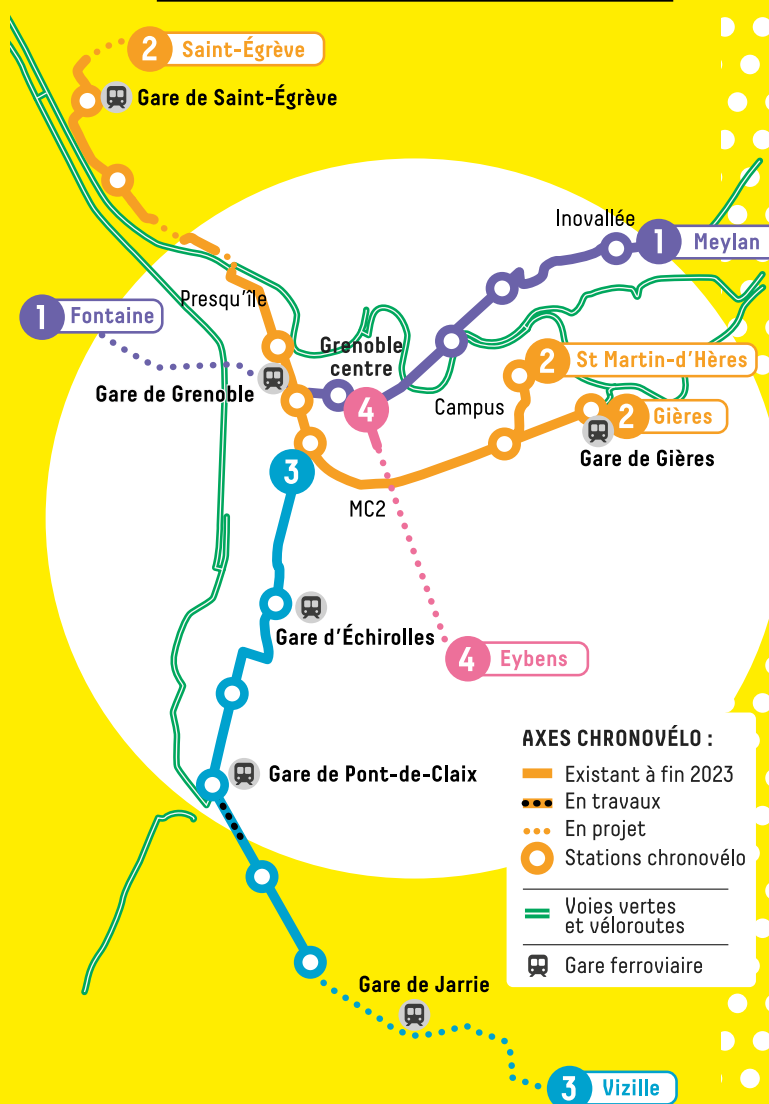 2 Saint-Égrève
Gare de Saint-Égrève
Inovallée
1 Meylan
Presqu'île
1 Fontaine
Grenoble
centre
2 St Martin-d'Hères
Gare de Grenoble
4
Campus
2 Gières
Gare de Gières
3
MC2
Gare d'Échirolles
4 Eybens
AXES CHRONOVÉLO :
Existant à fin 2023
En travaux
En projet
Stations chronovélo
Voies vertes
et véloroutes
Gare ferroviaire
Gare de Pont-de-Claix
Gare de Jarrie
3 Vizille